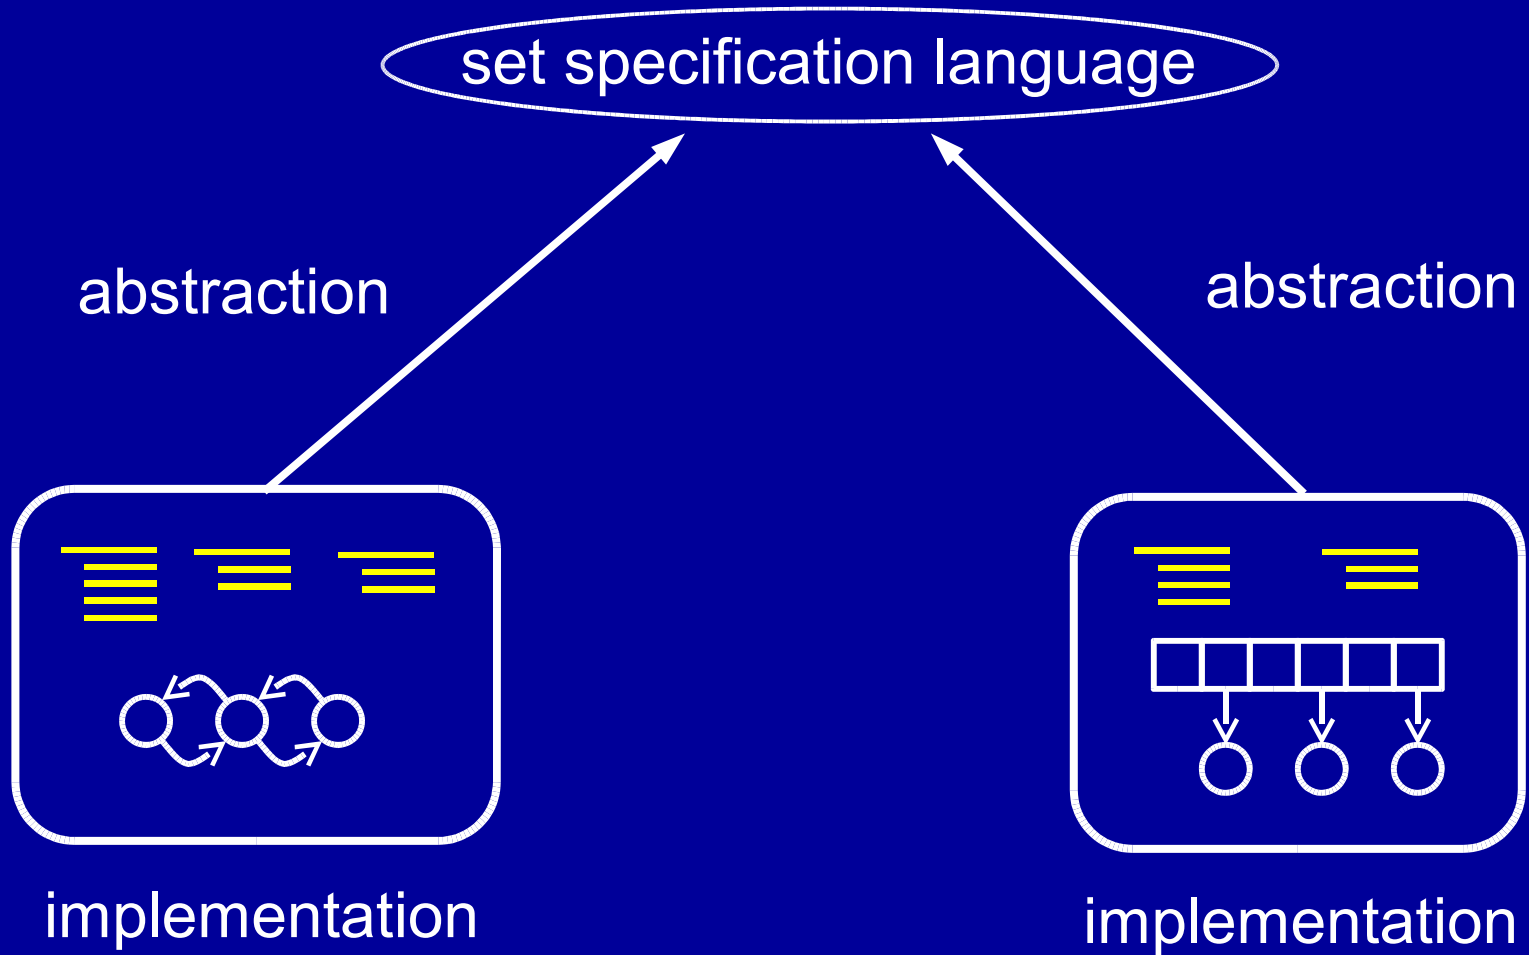 set specification language
abstraction
abstraction
implementation
implementation